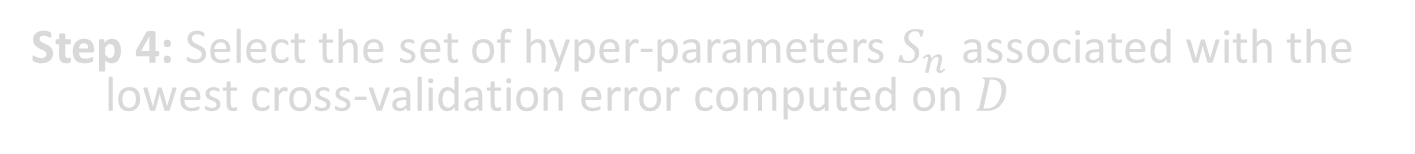 Step 4: Select the set of hyper-parameters Sₙ associated with the
lowest cross-validation error computed on D